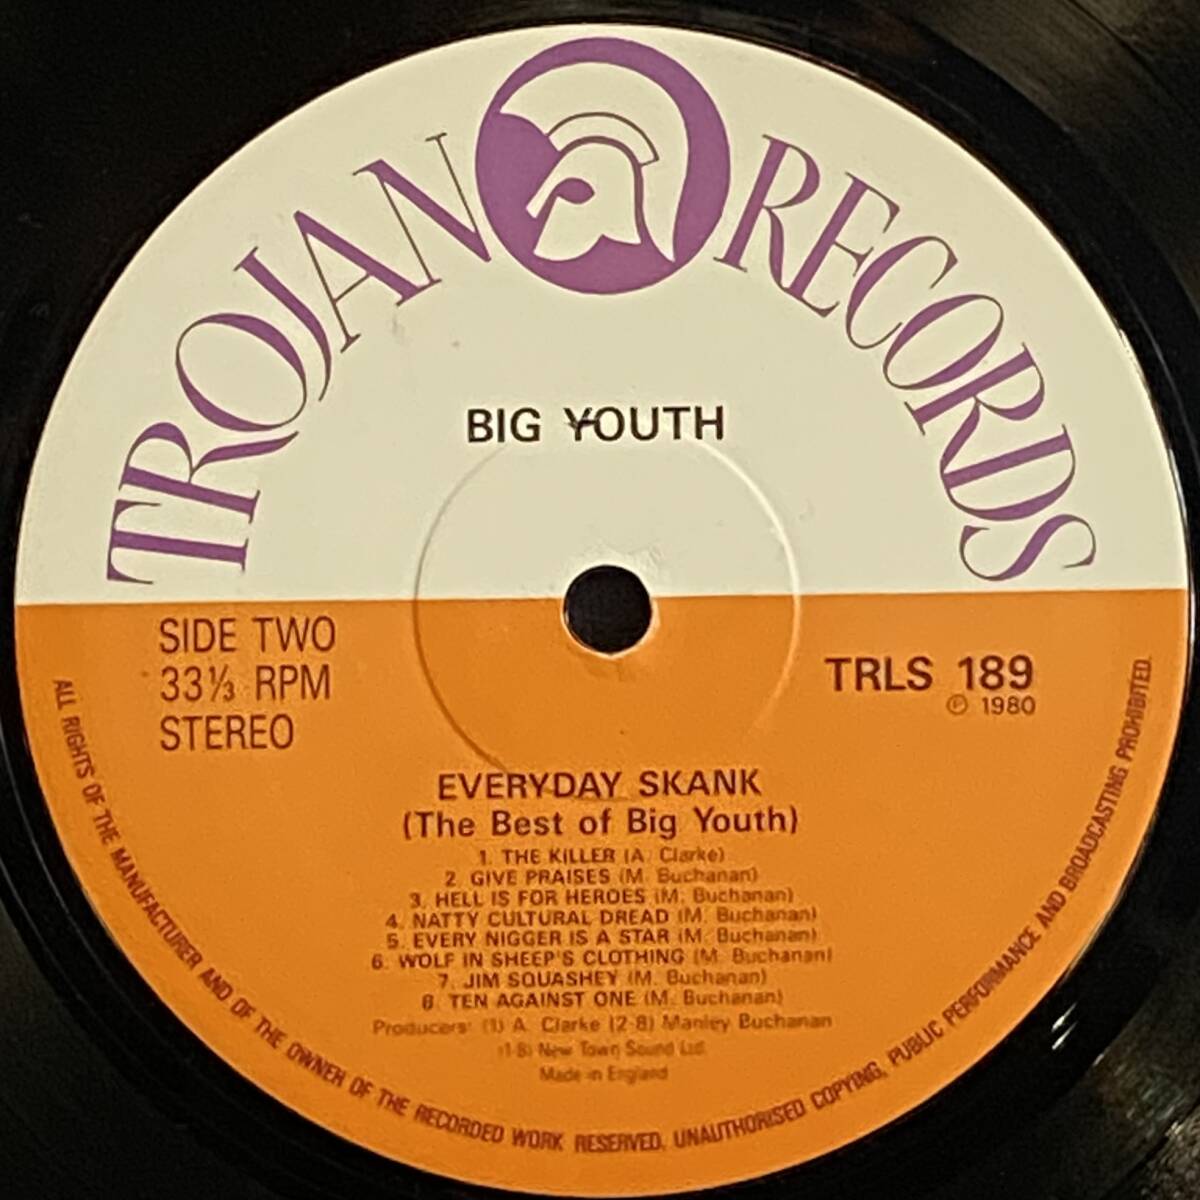 TROJAN RECORDS
BIG YOUTH
SIDE TWO
33⅓ RPM
STEREO
TRLS 189
℗ 1980
EVERYDAY SKANK
(The Best of Big Youth)
1. THE KILLER (A. Clarke)
2. GIVE PRAISES (M. Buchanan)
3. HELL IS FOR HEROES (M. Buchanan)
4. NATTY CULTURAL DREAD (M. Buchanan)
5. EVERY NIGGER IS A STAR (M. Buchanan)
6. WOLF IN SHEEP'S CLOTHING (M. Buchanan)
7. JIM SQUASHEY (M. Buchanan)
8. TEN AGAINST ONE (M. Buchanan)
Producers: (1) A. Clarke (2-8) Manley Buchanan
(1-8) New Town Sound Ltd.
Made in England
ALL RIGHTS OF THE MANUFACTURER AND OF THE OWNER OF THE RECORDED WORK RESERVED. UNAUTHORISED COPYING, PUBLIC PERFORMANCE AND BROADCASTING PROHIBITED.